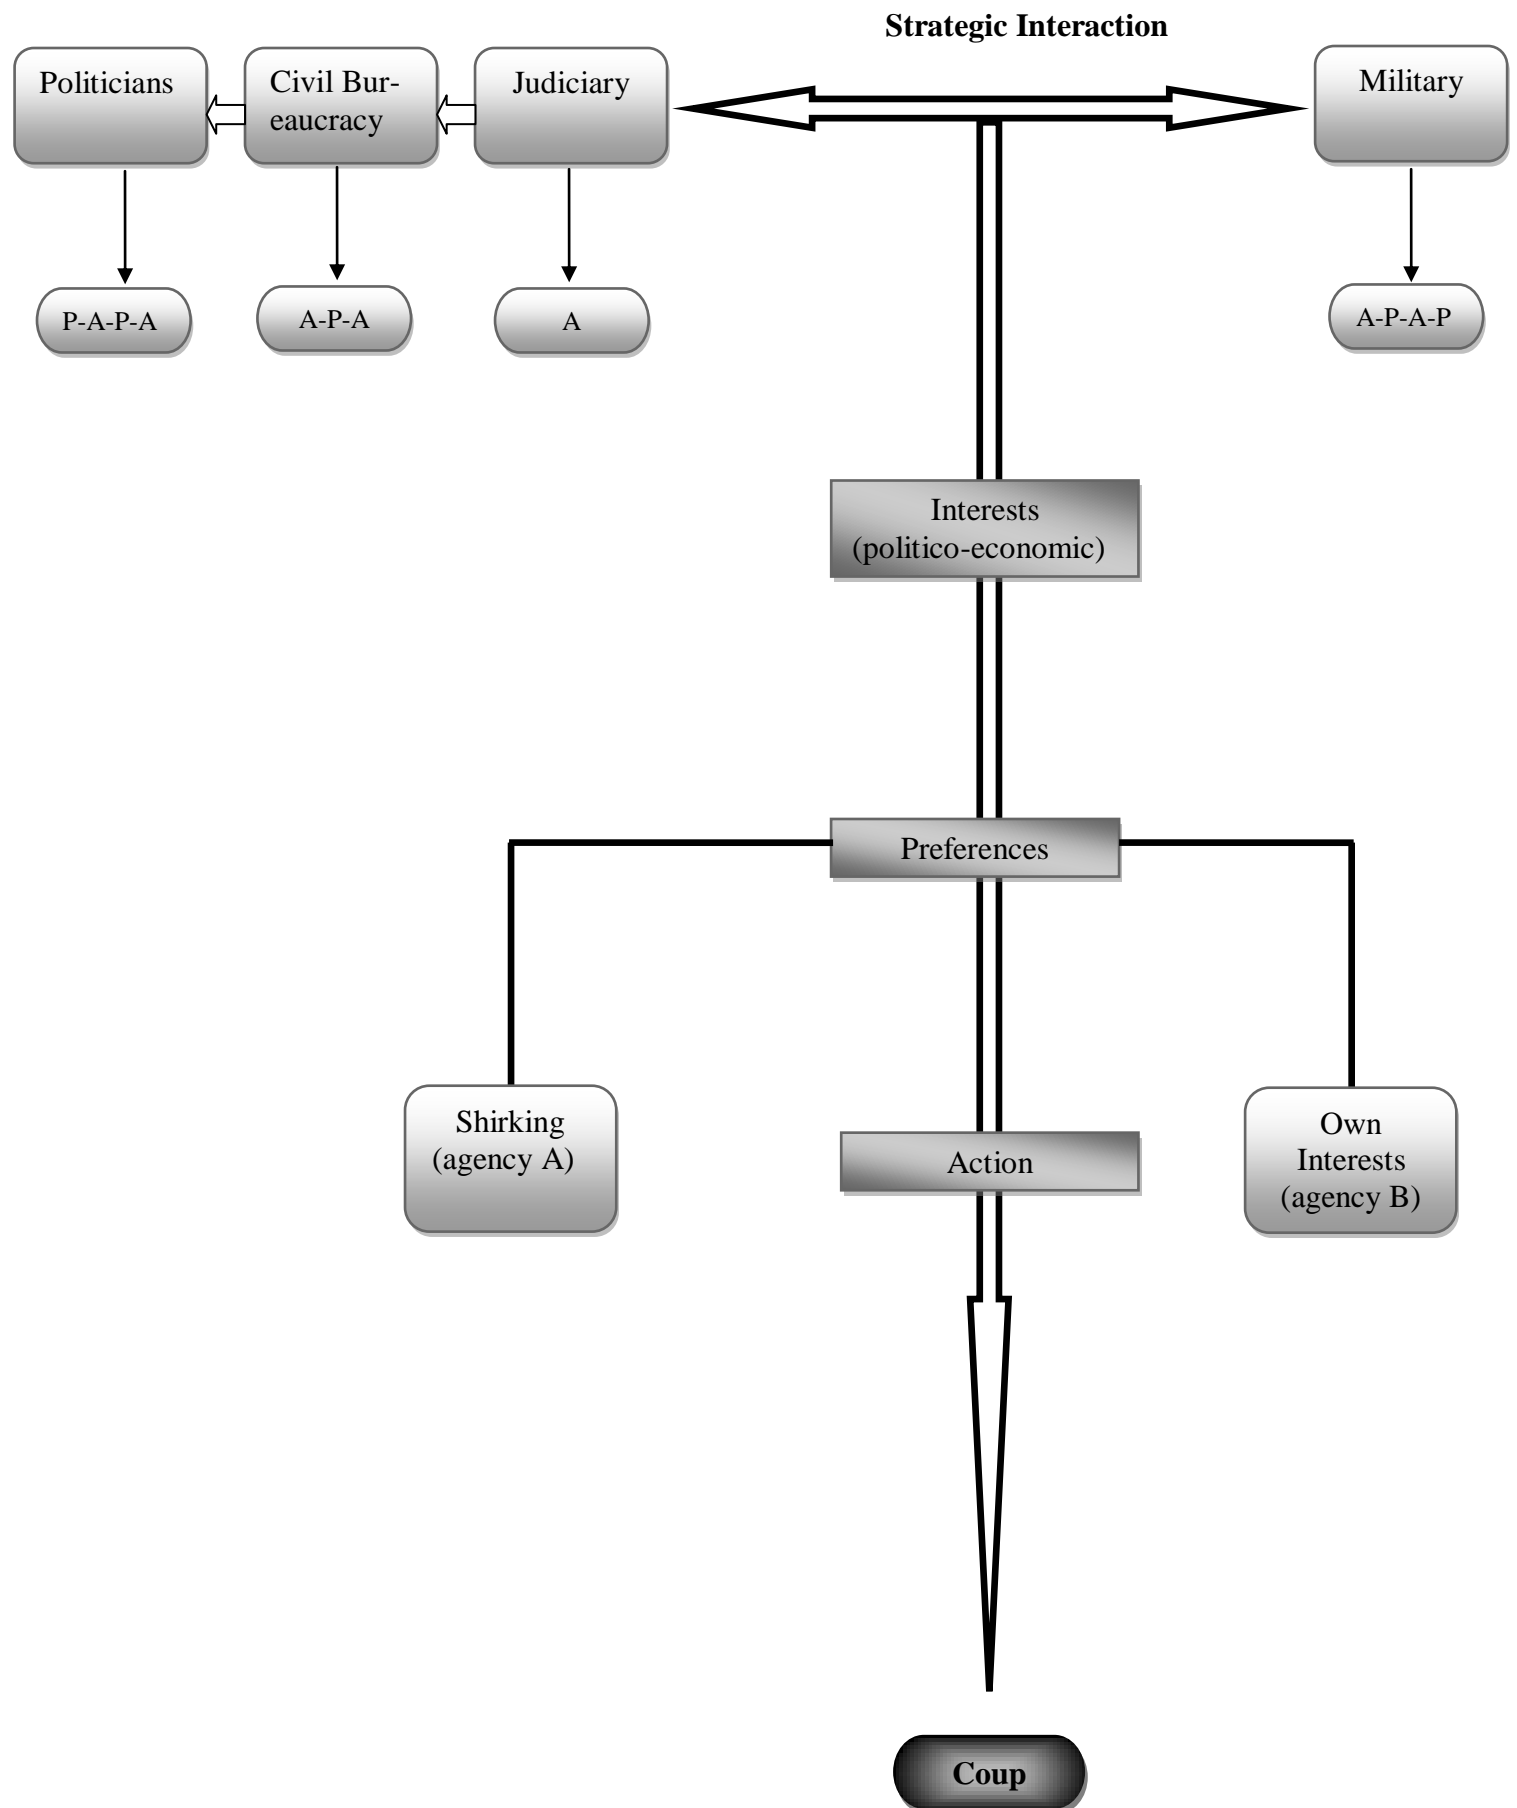 Strategic Interaction
Politicians
Civil Bur-
eaucracy
Judiciary
Military
P-A-P-A
A-P-A
A
A-P-A-P
Interests
(politico-economic)
Preferences
Shirking
(agency A)
Action
Own
Interests
(agency B)
Coup